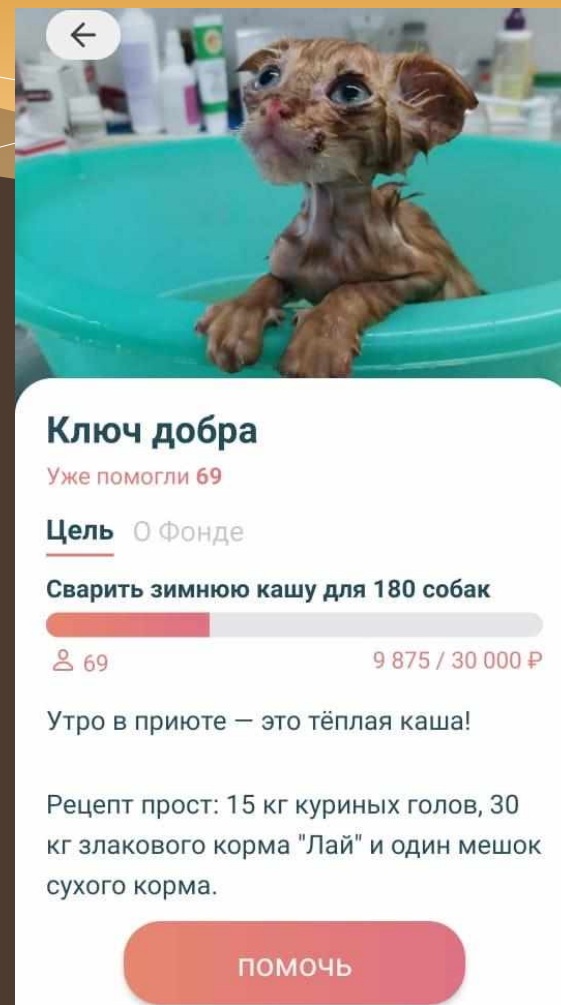 Ключ добра
Уже помогли 69
Цель О Фонде
Сварить зимнюю кашу для 180 собак
69 9 875 / 30 000 ₽
Утро в приюте — это тёплая каша!
Рецепт прост: 15 кг куриных голов, 30
кг злакового корма "Лай" и один мешок
сухого корма.
ПОМОЧЬ